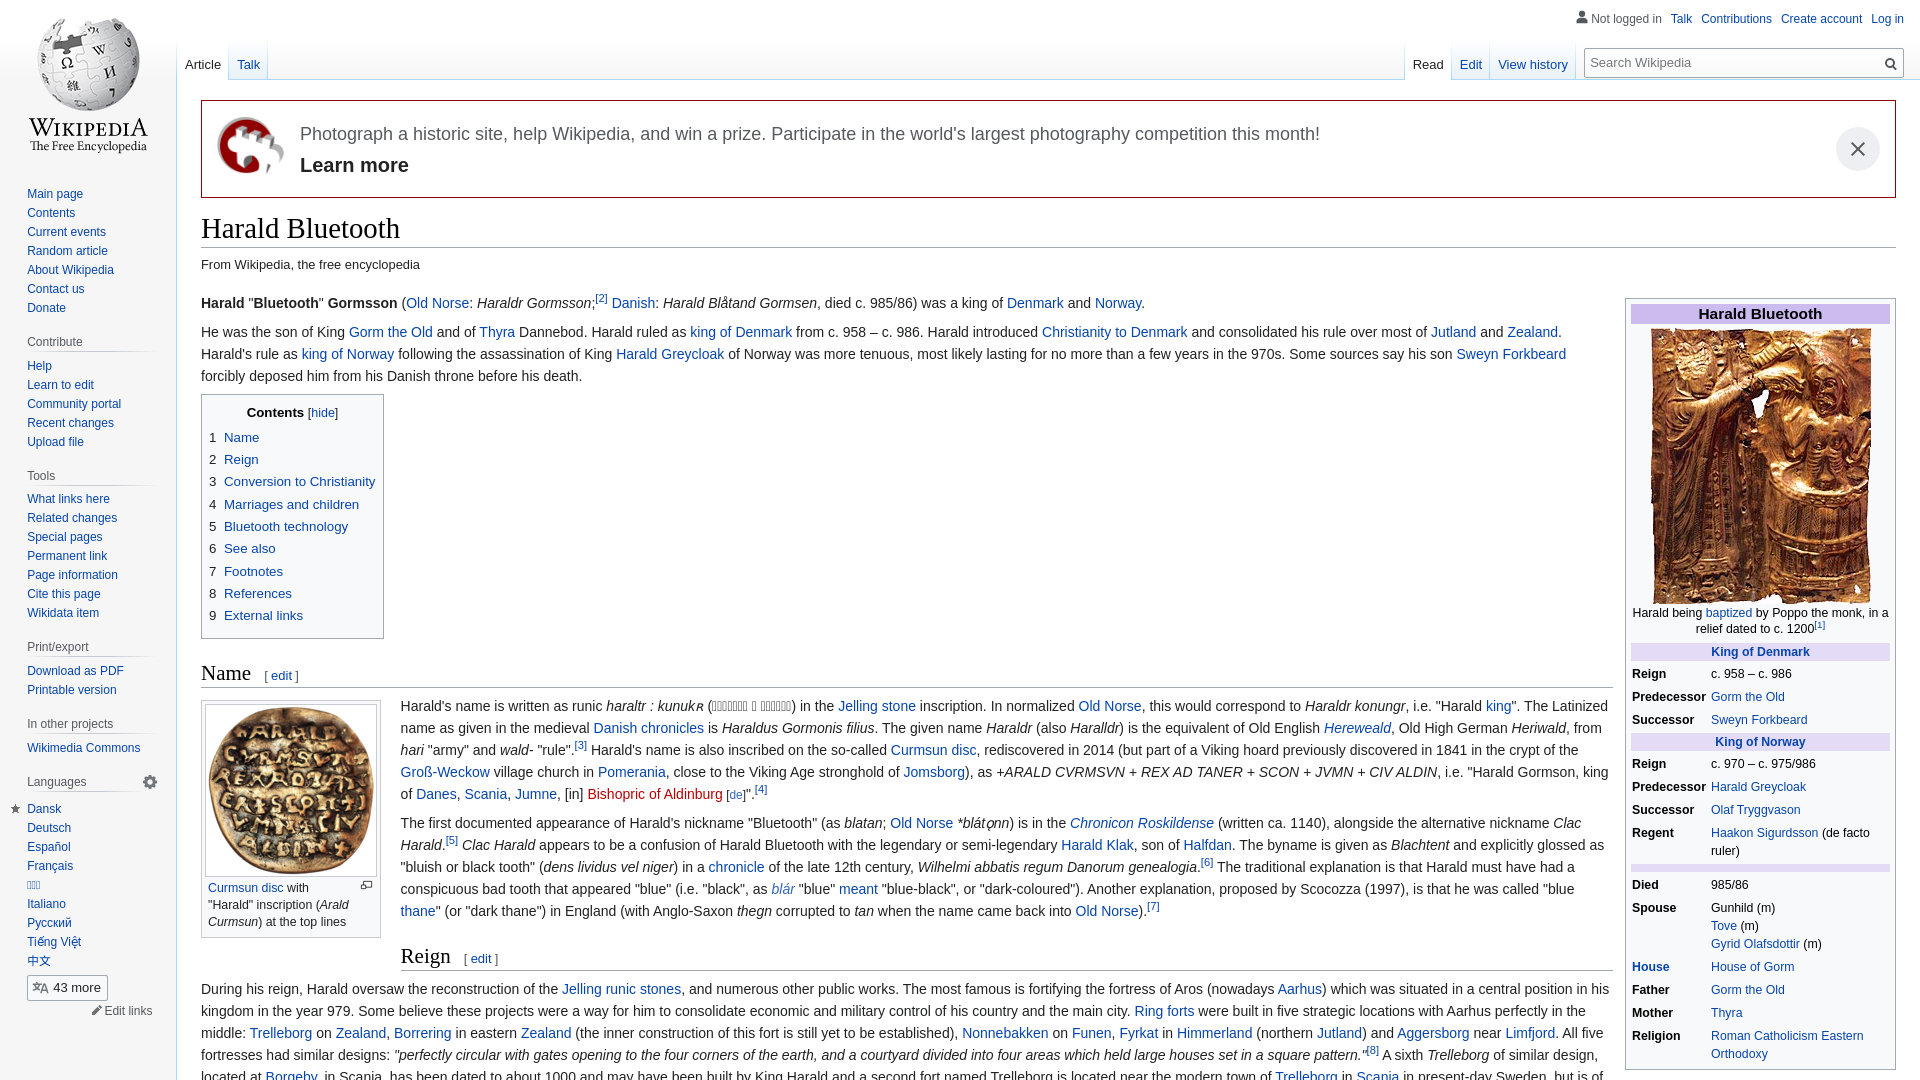 Not logged in Talk Contributions Create account Log in
Article Talk
Read Edit View history
Search Wikipedia
WIKIPEDIA
The Free Encyclopedia
Main page
Contents
Current events
Random article
About Wikipedia
Contact us
Donate
Contribute
Help
Learn to edit
Community portal
Recent changes
Upload file
Tools
What links here
Related changes
Special pages
Permanent link
Page information
Cite this page
Wikidata item
Print/export
Download as PDF
Printable version
In other projects
Wikimedia Commons
Languages
Dansk
Deutsch
Español
Français
Italiano
Русский
Tiếng Việt
中文
43 more
Edit links
Photograph a historic site, help Wikipedia, and win a prize. Participate in the world's largest photography competition this month!
Learn more
Harald Bluetooth
From Wikipedia, the free encyclopedia
Harald "Bluetooth" Gormsson (Old Norse: Haraldr Gormsson;[2] Danish: Harald Blåtand Gormsen, died c. 985/86) was a king of Denmark and Norway.
He was the son of King Gorm the Old and of Thyra Dannebod. Harald ruled as king of Denmark from c. 958 – c. 986. Harald introduced Christianity to Denmark and consolidated his rule over most of Jutland and Zealand.
Harald's rule as king of Norway following the assassination of King Harald Greycloak of Norway was more tenuous, most likely lasting for no more than a few years in the 970s. Some sources say his son Sweyn Forkbeard
forcibly deposed him from his Danish throne before his death.
Contents [hide]
1 Name
2 Reign
3 Conversion to Christianity
4 Marriages and children
5 Bluetooth technology
6 See also
7 Footnotes
8 References
9 External links
Name [ edit ]
Curmsun disc with
"Harald" inscription (Arald
Curmsun) at the top lines
Harald's name is written as runic haraltr : kunukʀ () in the Jelling stone inscription. In normalized Old Norse, this would correspond to Haraldr konungr, i.e. "Harald king". The Latinized
name as given in the medieval Danish chronicles is Haraldus Gormonis filius. The given name Haraldr (also Haralldr) is the equivalent of Old English Hereweald, Old High German Heriwald, from
hari "army" and wald- "rule".[3] Harald's name is also inscribed on the so-called Curmsun disc, rediscovered in 2014 (but part of a Viking hoard previously discovered in 1841 in the crypt of the
Groß-Weckow village church in Pomerania, close to the Viking Age stronghold of Jomsborg), as +ARALD CVRMSVN + REX AD TANER + SCON + JVMN + CIV ALDIN, i.e. "Harald Gormson, king
of Danes, Scania, Jumne, [in] Bishopric of Aldinburg [de]".[4]
The first documented appearance of Harald's nickname "Bluetooth" (as blatan; Old Norse *blátǫnn) is in the Chronicon Roskildense (written ca. 1140), alongside the alternative nickname Clac
Harald.[5] Clac Harald appears to be a confusion of Harald Bluetooth with the legendary or semi-legendary Harald Klak, son of Halfdan. The byname is given as Blachtent and explicitly glossed as
"bluish or black tooth" (dens lividus vel niger) in a chronicle of the late 12th century, Wilhelmi abbatis regum Danorum genealogia.[6] The traditional explanation is that Harald must have had a
conspicuous bad tooth that appeared "blue" (i.e. "black", as blár "blue" meant "blue-black", or "dark-coloured"). Another explanation, proposed by Scocozza (1997), is that he was called "blue
thane" (or "dark thane") in England (with Anglo-Saxon thegn corrupted to tan when the name came back into Old Norse).[7]
Reign [ edit ]
During his reign, Harald oversaw the reconstruction of the Jelling runic stones, and numerous other public works. The most famous is fortifying the fortress of Aros (nowadays Aarhus) which was situated in a central position in his
kingdom in the year 979. Some believe these projects were a way for him to consolidate economic and military control of his country and the main city. Ring forts were built in five strategic locations with Aarhus perfectly in the
middle: Trelleborg on Zealand, Borrering in eastern Zealand (the inner construction of this fort is still yet to be established), Nonnebakken on Funen, Fyrkat in Himmerland (northern Jutland) and Aggersborg near Limfjord. All five
fortresses had similar designs: "perfectly circular with gates opening to the four corners of the earth, and a courtyard divided into four areas which held large houses set in a square pattern."[8] A sixth Trelleborg of similar design,
located at Borgeby, in Scania, has been dated to about 1000 and may have been built by King Harald and a second fort named Trelleborg is located near the modern town of Trelleborg in Scania in present-day Sweden, but is of
Harald Bluetooth
Harald being baptized by Poppo the monk, in a
relief dated to c. 1200[1]
King of Denmark
Reign c. 958 – c. 986
Predecessor Gorm the Old
Successor Sweyn Forkbeard
King of Norway
Reign c. 970 – c. 975/986
Predecessor Harald Greycloak
Successor Olaf Tryggvason
Regent Haakon Sigurdsson (de facto
ruler)
Died 985/86
Spouse Gunhild (m)
Tove (m)
Gyrid Olafsdottir (m)
House House of Gorm
Father Gorm the Old
Mother Thyra
Religion Roman Catholicism Eastern
Orthodoxy